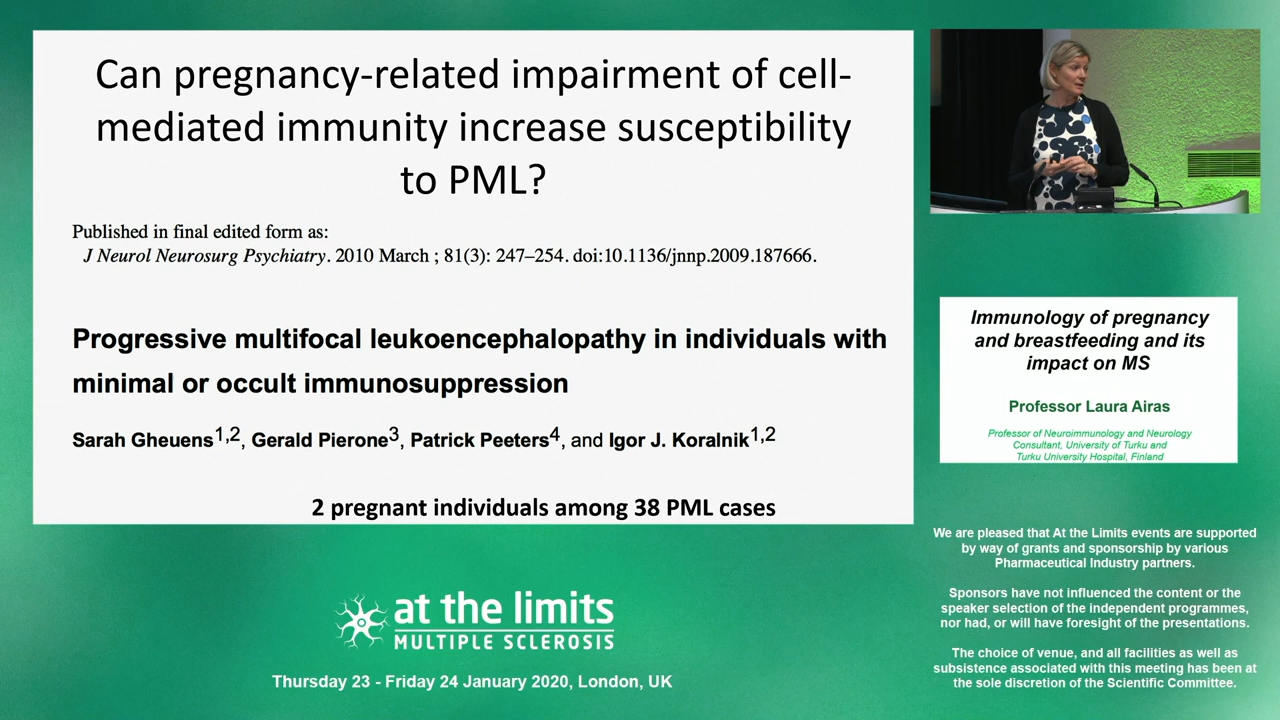 Can pregnancy-related impairment of cell-
mediated immunity increase susceptibility
to PML?
Published in final edited form as:
J Neurol Neurosurg Psychiatry. 2010 March ; 81(3): 247–254. doi:10.1136/jnnp.2009.187666.
Progressive multifocal leukoencephalopathy in individuals with
minimal or occult immunosuppression
Sarah Gheuens1,2, Gerald Pierone3, Patrick Peeters4, and Igor J. Koralnik1,2
2 pregnant individuals among 38 PML cases
at the limits
MULTIPLE SCLEROSIS
Thursday 23 - Friday 24 January 2020, London, UK
Immunology of pregnancy
and breastfeeding and its
impact on MS
Professor Laura Airas
Professor of Neuroimmunology and Neurology
Consultant, University of Turku and
Turku University Hospital, Finland
We are pleased that At the Limits events are supported
by way of grants and sponsorship by various
Pharmaceutical Industry partners.
Sponsors have not influenced the content or the
speaker selection of the independent programmes,
nor had, or will have foresight of the presentations.
The choice of venue, and all facilities as well as
subsistence associated with this meeting has been at
the sole discretion of the Scientific Committee.